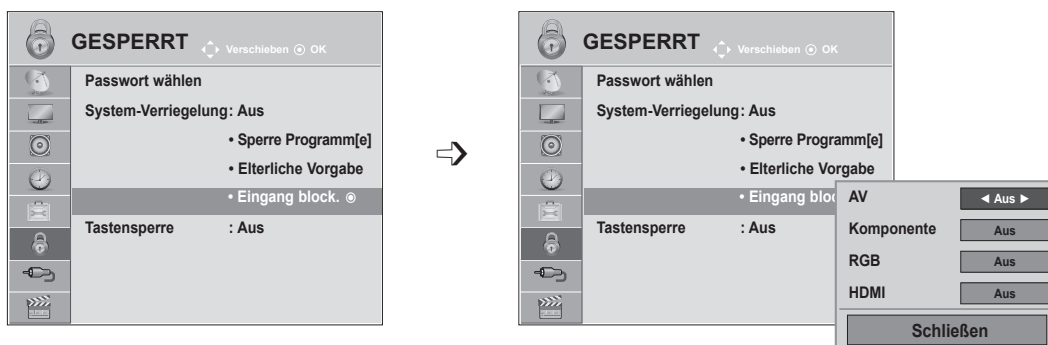 GESPERRT Verschieben OK
Passwort wählen
System-Verriegelung: Aus
• Sperre Programm[e]
• Elterliche Vorgabe
• Eingang block.
Tastensperre : Aus
GESPERRT Verschieben OK
Passwort wählen
System-Verriegelung: Aus
• Sperre Programm[e]
• Elterliche Vorgabe
• Eingang bloc
Tastensperre : Aus
AV ◄ Aus ►
Komponente Aus
RGB Aus
HDMI Aus
Schließen